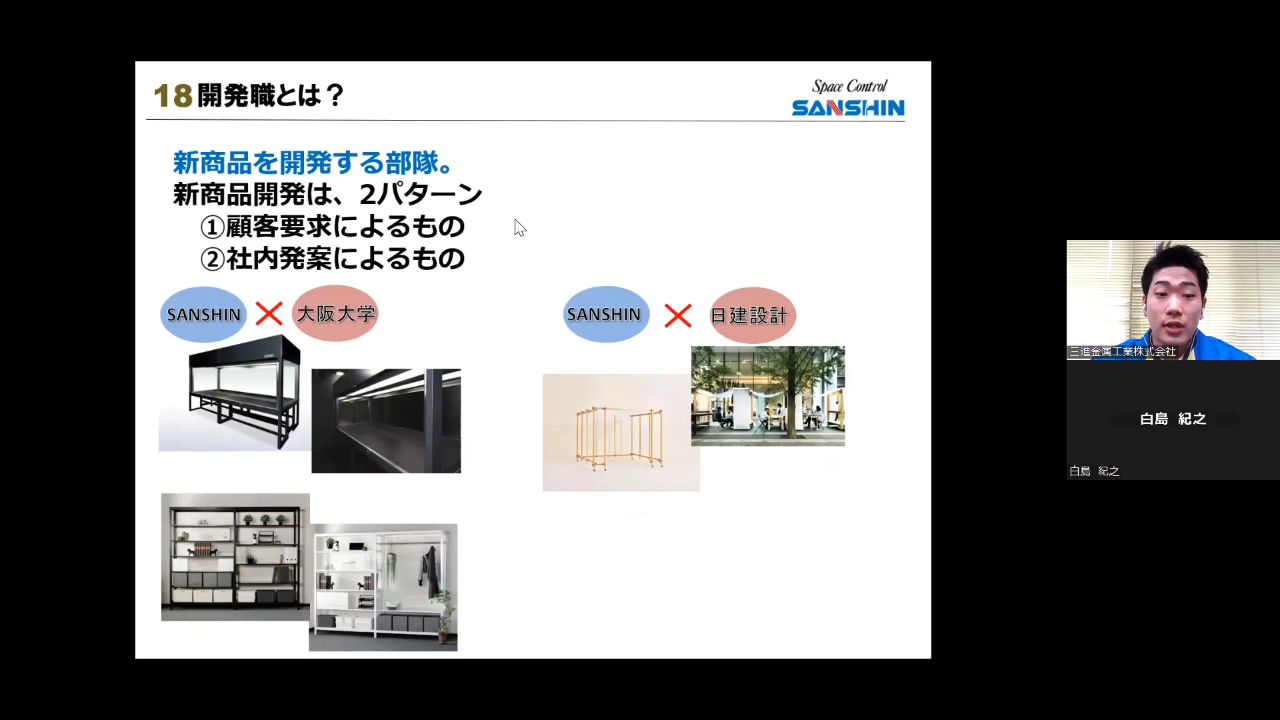 18開発職とは？
Space Control
SANSHIN
新商品を開発する部隊。
新商品開発は、2パターン
①顧客要求によるもの
②社内発案によるもの
SANSHIN
大阪大学
SANSHIN
日建設計
三進金属工業株式会社
白島 紀之
白島 紀之